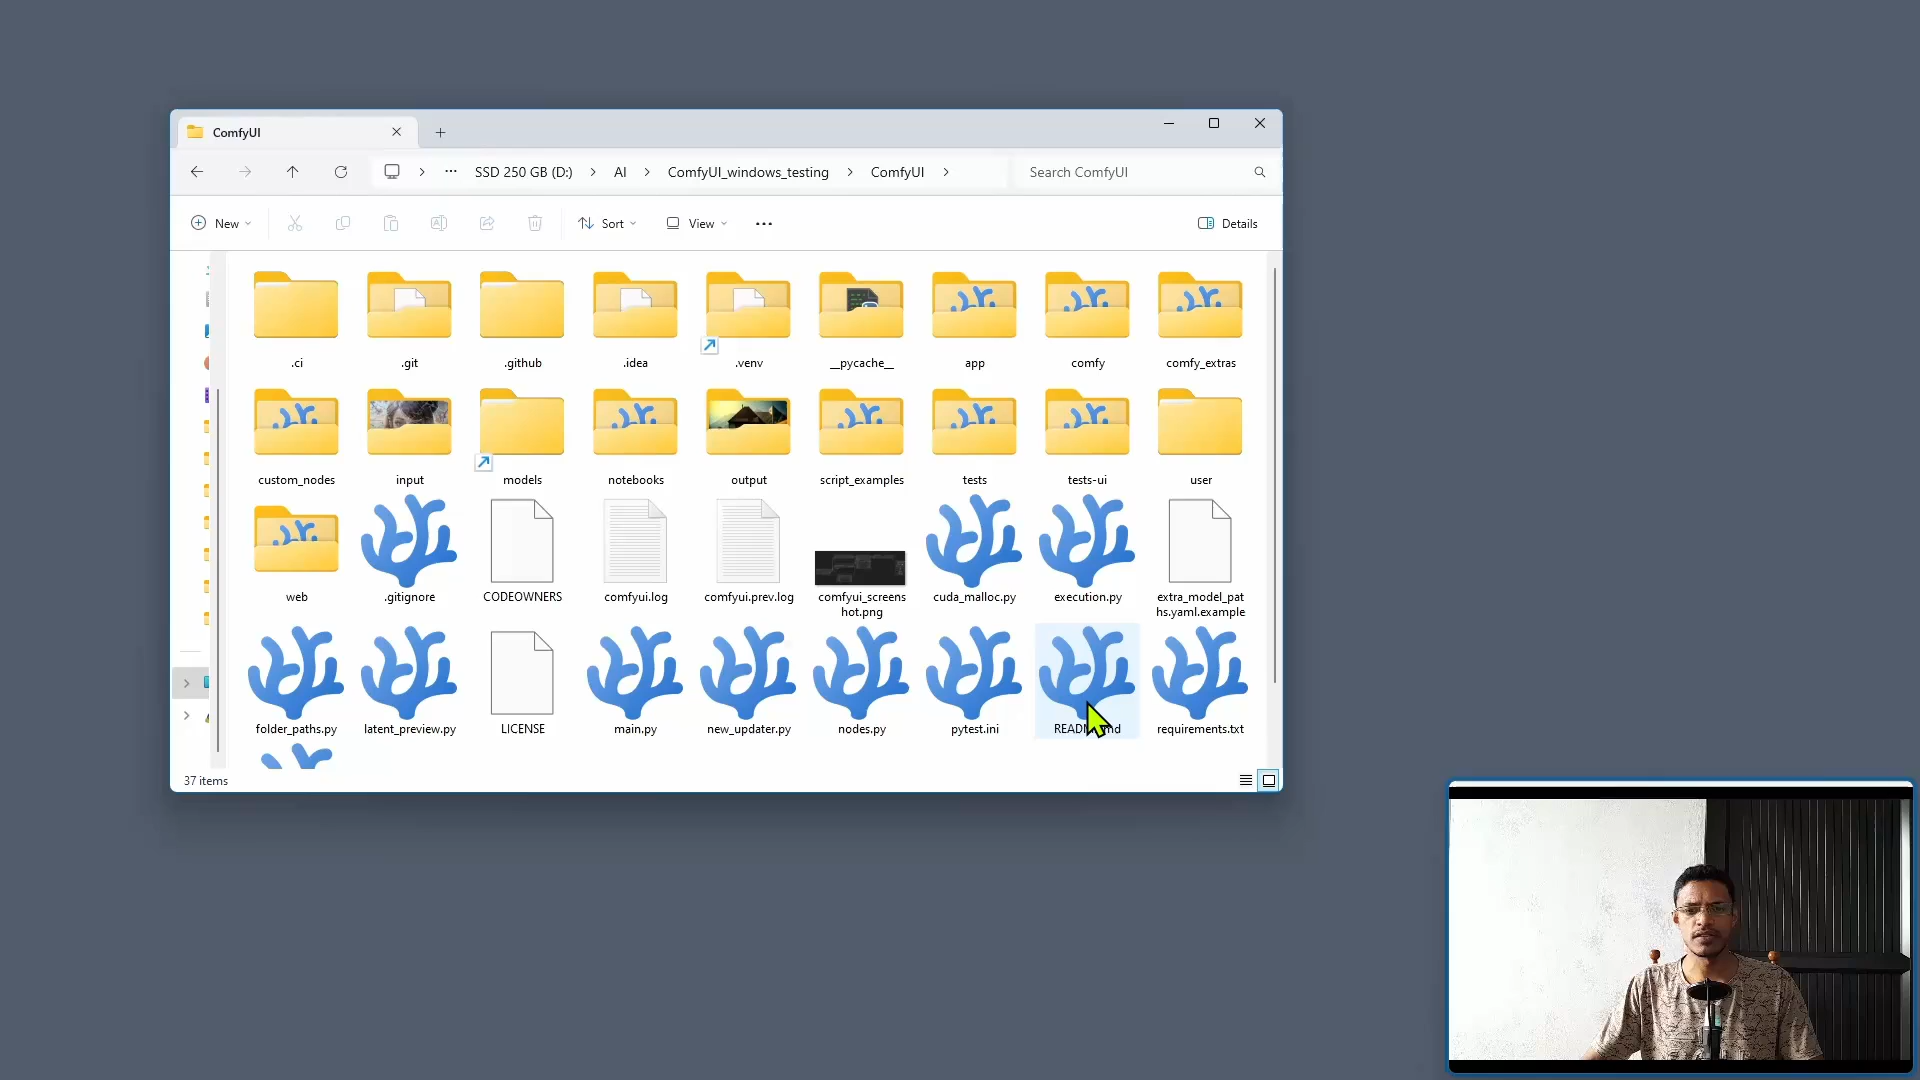 ComfyUI
SSD 250 GB (D:) > AI > ComfyUI_windows_testing > ComfyUI >
Search ComfyUI
New
Sort
View
Details
.ci
.git
.github
.idea
.venv
__pycache__
app
comfy
comfy_extras
custom_nodes
input
models
notebooks
output
script_examples
tests
tests-ui
user
web
.gitignore
CODEOWNERS
comfyui.log
comfyui.prev.log
comfyui_screens
hot.png
cuda_malloc.py
execution.py
extra_model_pat
hs.yaml.example
folder_paths.py
latent_preview.py
LICENSE
main.py
new_updater.py
nodes.py
pytest.ini
requirements.txt
37 items